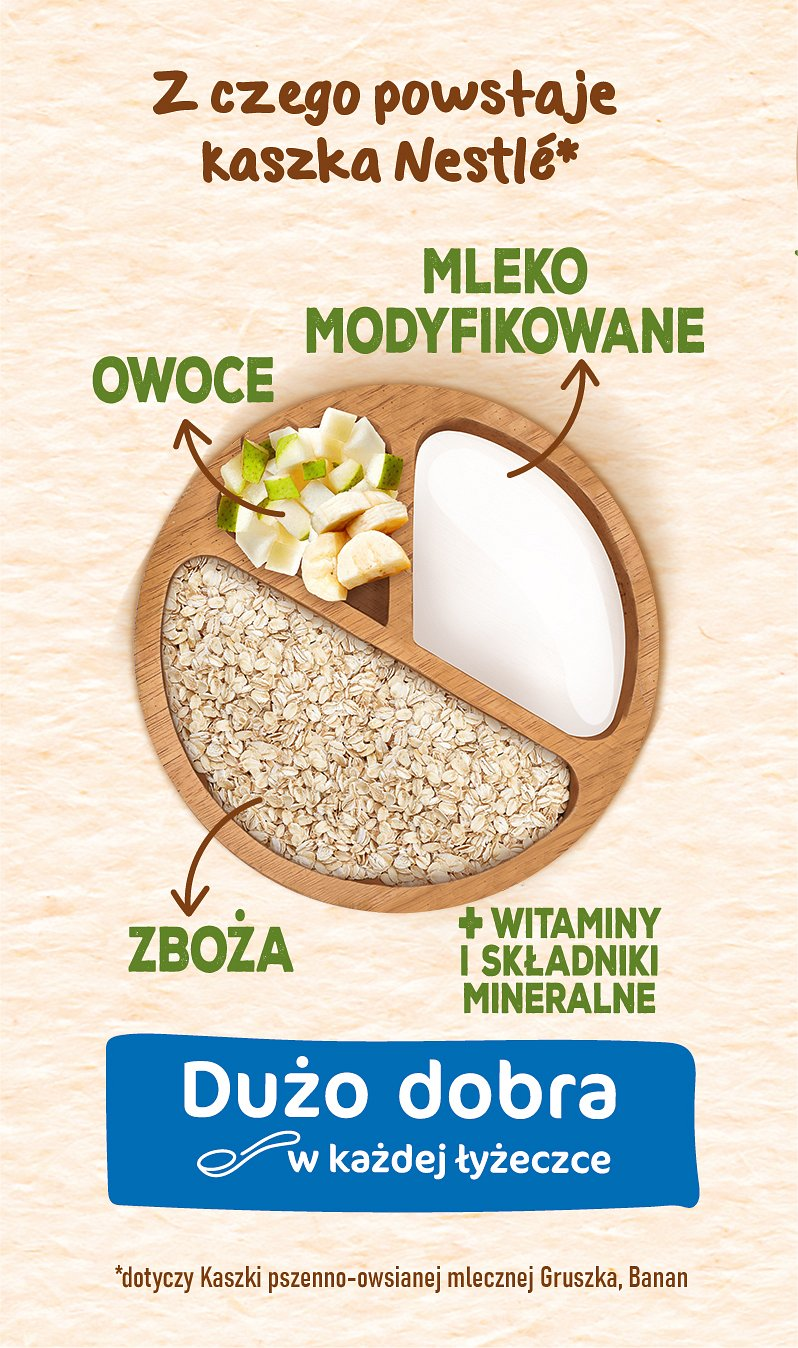 Z czego powstaje
kaszka Nestlé*
MLEKO
MODYFIKOWANE
OWOCE
ZBOŻA
+ WITAMINY
I SKŁADNIKI
MINERALNE
Dużo dobra
w każdej łyżeczce
*dotyczy Kaszki pszenno-owsianej mlecznej Gruszka, Banan